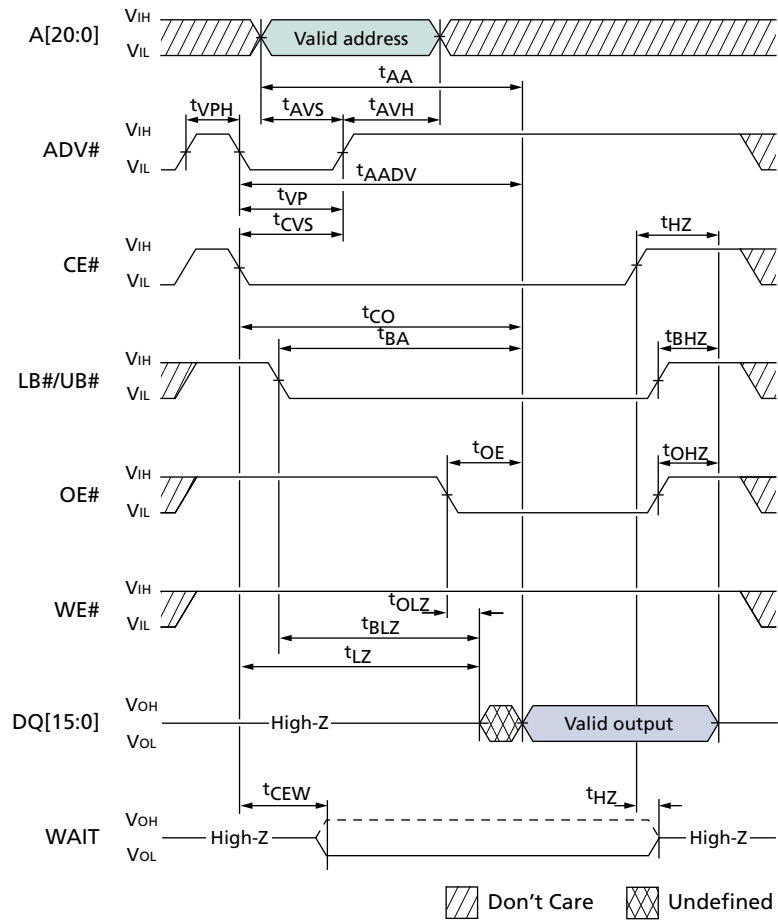 A[20:0]
VIH
VIL
Valid address
tAA
tVPH
tAVS
tAVH
ADV#
VIH
VIL
tAADV
tVP
tCVS
CE#
VIH
VIL
tHZ
tCO
tBA
tBHZ
LB#/UB#
VIH
VIL
tOE
tOHZ
OE#
VIH
VIL
WE#
VIH
VIL
tOLZ
tBLZ
tLZ
DQ[15:0]
VOH
VOL
High-Z
Valid output
tCEW
tHZ
WAIT
VOH
VOL
High-Z
High-Z
Don't Care
Undefined